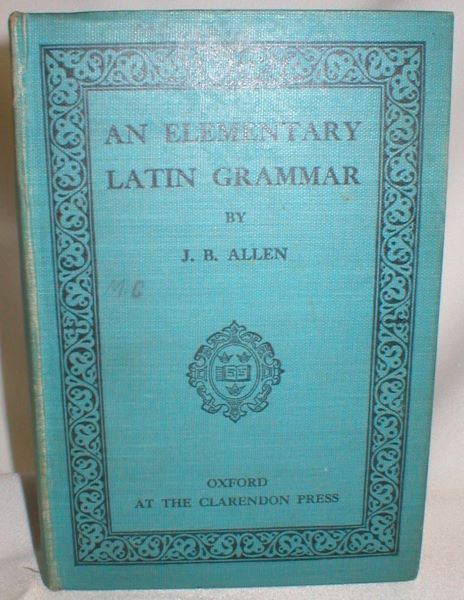 AN ELEMENTARY
LATIN GRAMMAR
BY
J. B. ALLEN
M.C
OXFORD
AT THE CLARENDON PRESS